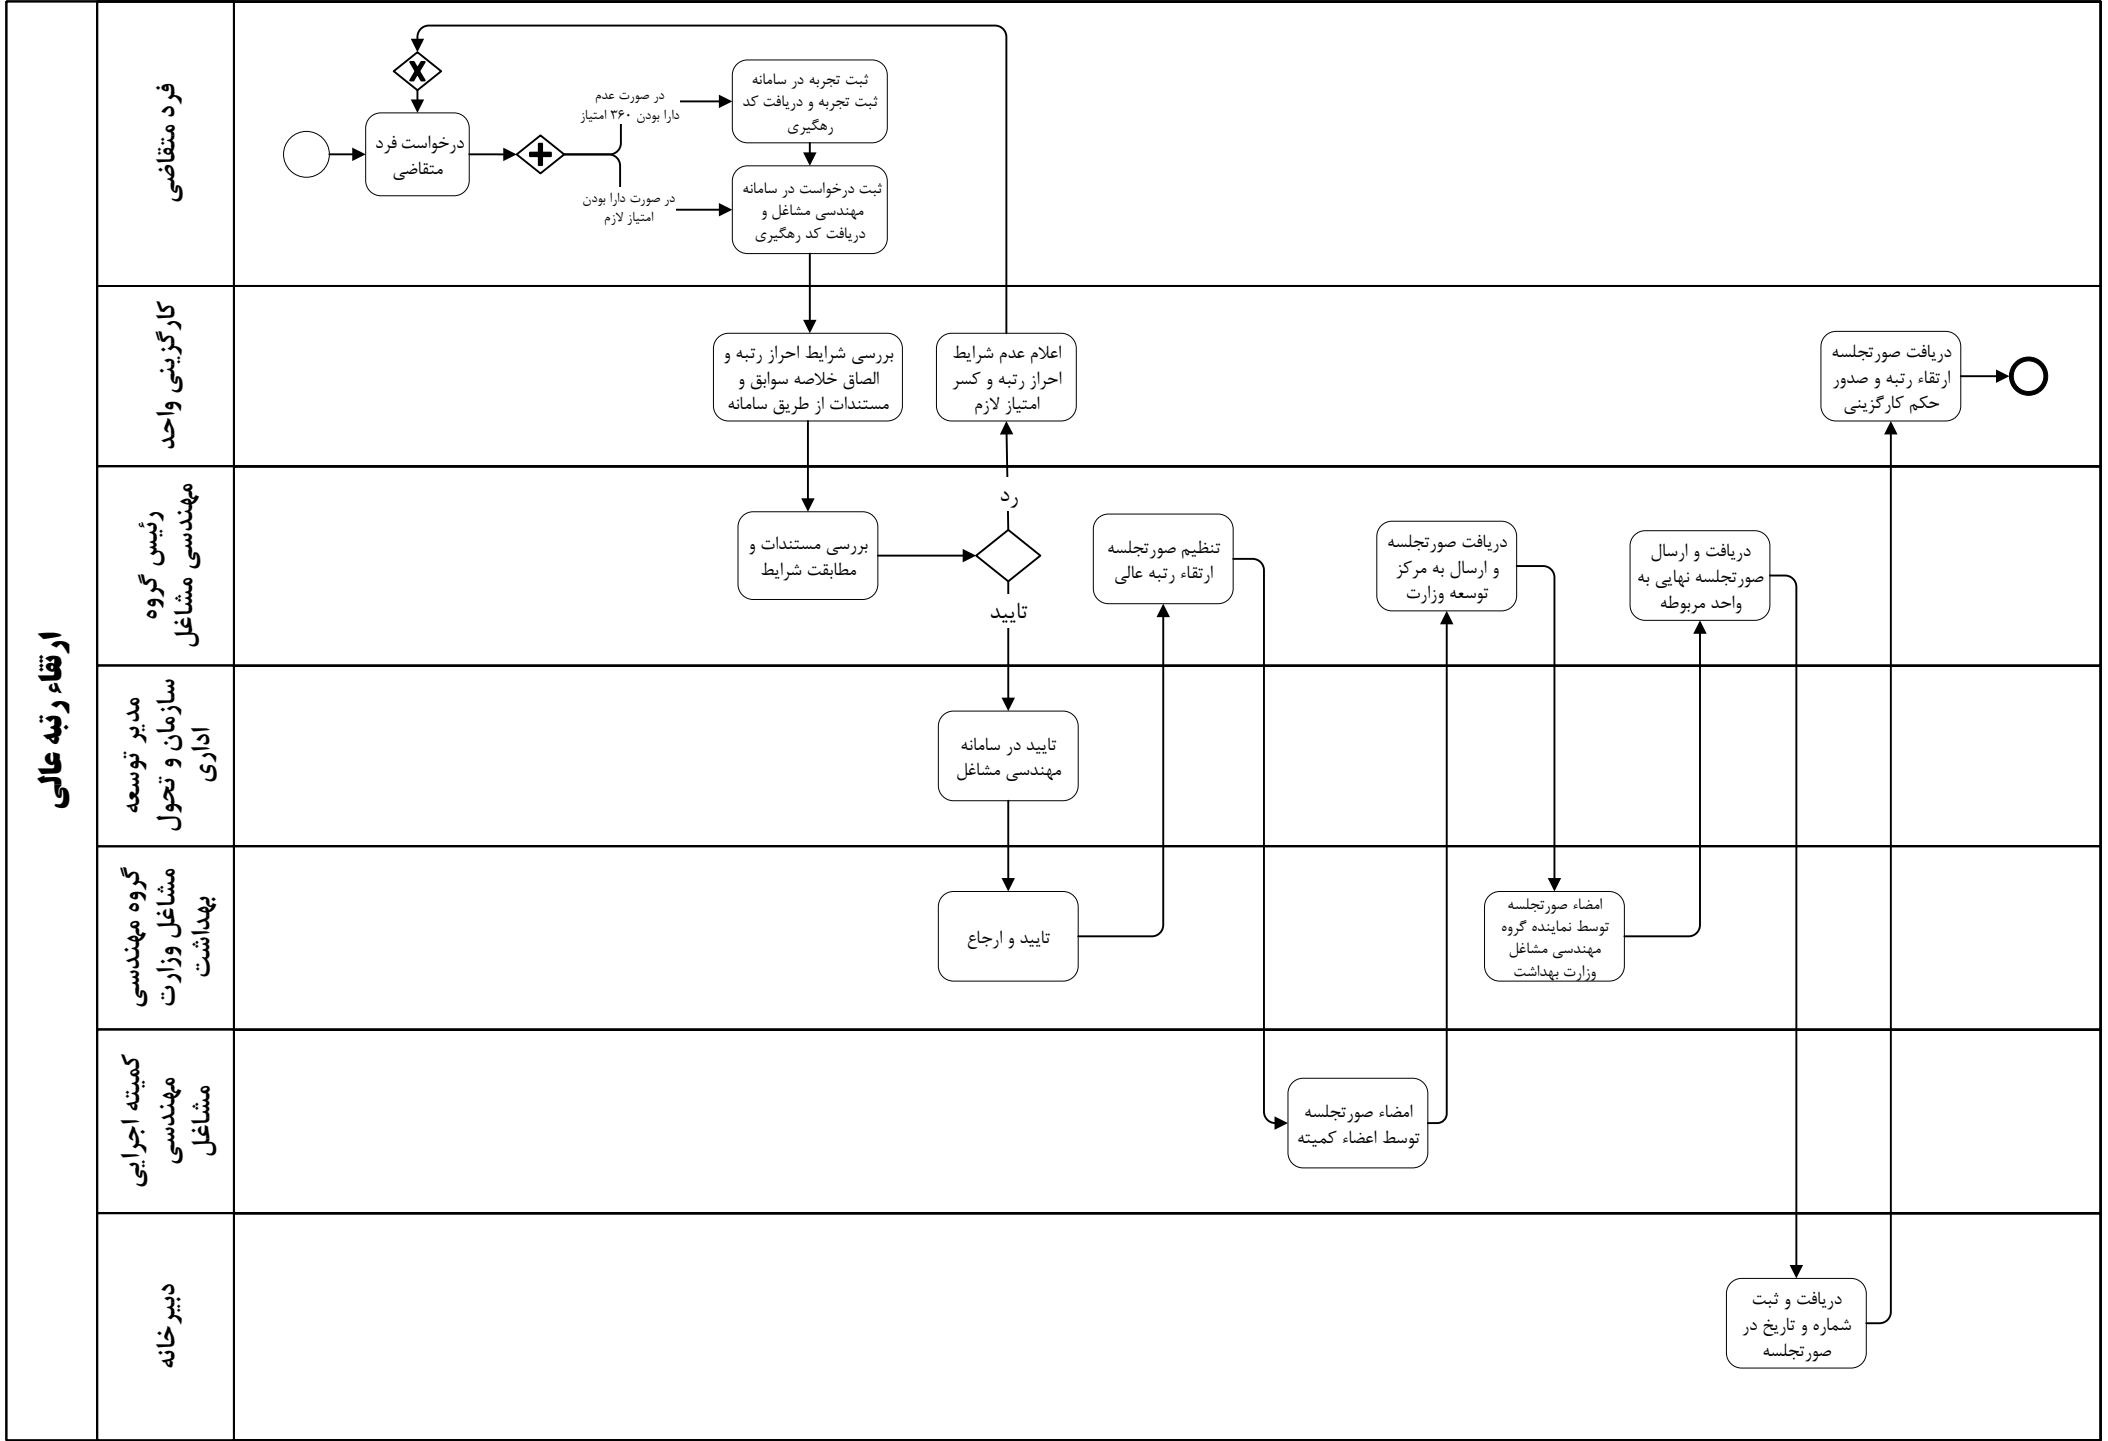 ارتقاء رتبه عالی
فرد متقاضی
درخواست فرد
متقاضی
در صورت عدم
دارا بودن ۳۶۰ امتیاز
در صورت دارا بودن
امتیاز لازم
ثبت تجربه در سامانه
ثبت تجربه و دریافت کد
رهگیری
ثبت درخواست در سامانه
مهندسی مشاغل و
دریافت کد رهگیری
کارگزینی واحد
بررسی شرایط احراز رتبه و
الصاق خلاصه سوابق و
مستندات از طریق سامانه
اعلام عدم شرایط
احراز رتبه و کسر
امتیاز لازم
دریافت صورتجلسه
ارتقاء رتبه و صدور
حکم کارگزینی
رئیس گروه
مهندسی مشاغل
بررسی مستندات و
مطابقت شرایط
رد
تایید
تنظیم صورتجلسه
ارتقاء رتبه عالی
دریافت صورتجلسه
و ارسال به مرکز
توسعه وزارت
دریافت و ارسال
صورتجلسه نهایی به
واحد مربوطه
مدیر توسعه
سازمان و تحول
اداری
تایید در سامانه
مهندسی مشاغل
گروه مهندسی
مشاغل وزارت
بهداشت
تایید و ارجاع
امضاء صورتجلسه
توسط نماینده گروه
مهندسی مشاغل
وزارت بهداشت
کمیته اجرایی
مهندسی
مشاغل
امضاء صورتجلسه
توسط اعضاء کمیته
دبیرخانه
دریافت و ثبت
شماره و تاریخ در
صورتجلسه